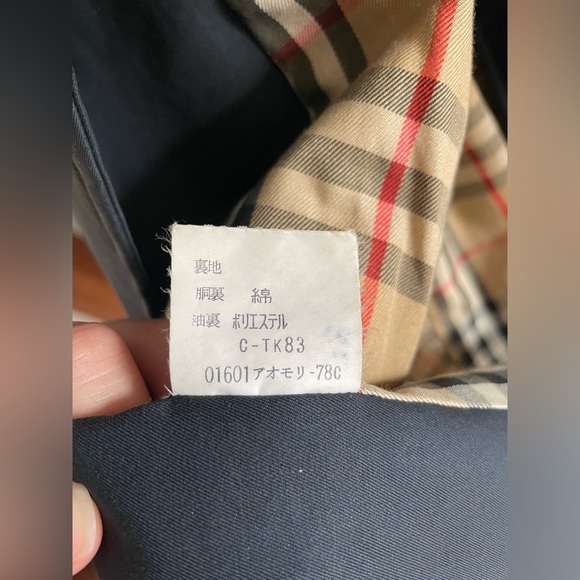 裏地
胴裏 綿
袖裏 ポリエステル
C-TK83
01601アオモリ-78C